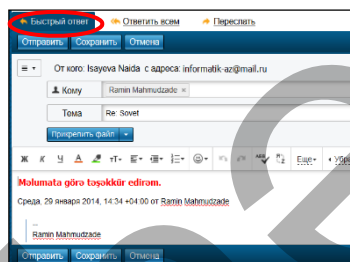 Быстрый ответ Ответить всем Переслать
Отправить Сохранить Отмена
От кого: Isayeva Naida с адреса: informatik-az@mail.ru
Кому Ramin Mahmudzade ×
Тема Re: Sovet
Прикрепить файл
Ж К Ч А тТ Еще
Məlumata görə təşəkkür edirəm.
Среда, 29 января 2014, 14:34 +04:00 от Ramin Mahmudzade
--
Ramin Mahmudzade
Отправить Сохранить Отмена